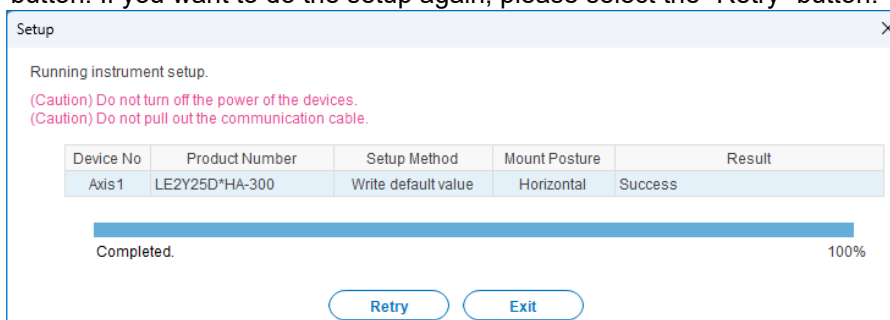 button. If you want to do the setup again, please select the "Retry" button.
Setup
Running instrument setup.
(Caution) Do not turn off the power of the devices.
(Caution) Do not pull out the communication cable.
Device No Product Number Setup Method Mount Posture Result
Axis1 LE2Y25D*HA-300 Write default value Horizontal Success
Completed. 100%
Retry Exit